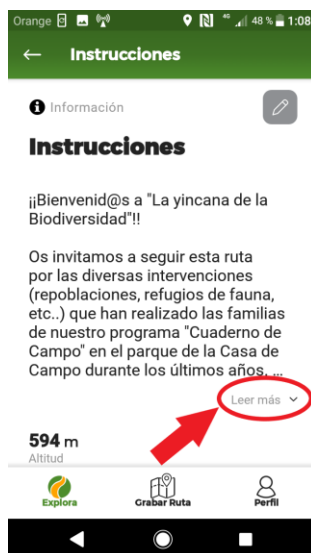 Orange 4G 48 % 1:08
Instrucciones
Información
Instrucciones
¡¡Bienvenid@s a "La yincana de la
Biodiversidad"!!
Os invitamos a seguir esta ruta
por las diversas intervenciones
(repoblaciones, refugios de fauna,
etc..) que han realizado las familias
de nuestro programa "Cuaderno de
Campo" en el parque de la Casa de
Campo durante los últimos años, ...
Leer más
594 m
Altitud
Explora Grabar Ruta Perfil